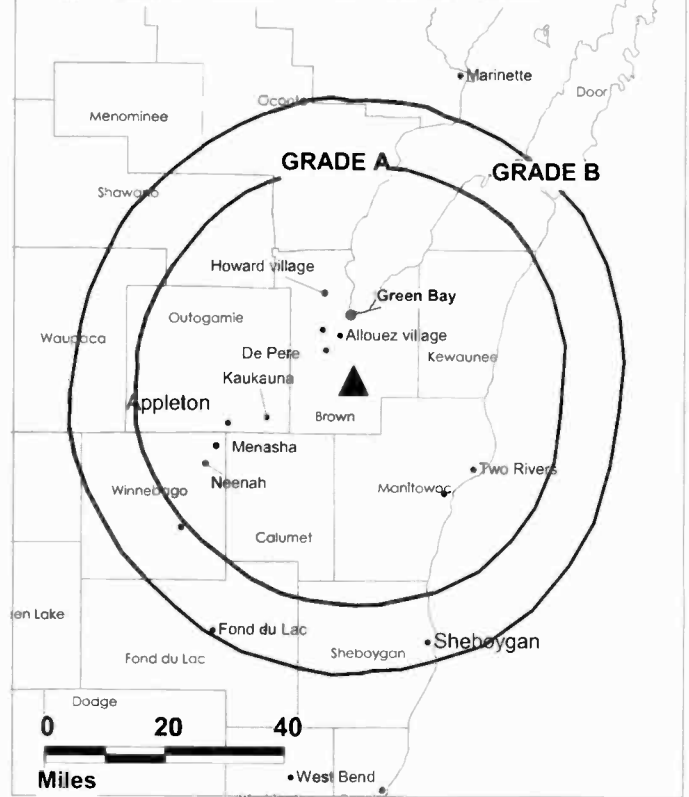 Marinette
Door
Oconto
Menominee
GRADE A
GRADE B
Shawano
Howard village
Green Bay
Outogamie
Allouez village
Waupaca
De Pere
Kewaunee
Kaukauna
Appleton
Brown
Menasha
Two Rivers
Neenah
Manitowoc
Winnebago
Calumet
en Lake
Fond du Lac
Sheboygan
Sheboygan
Fond du Lac
Dodge
0 20 40
Miles
West Bend